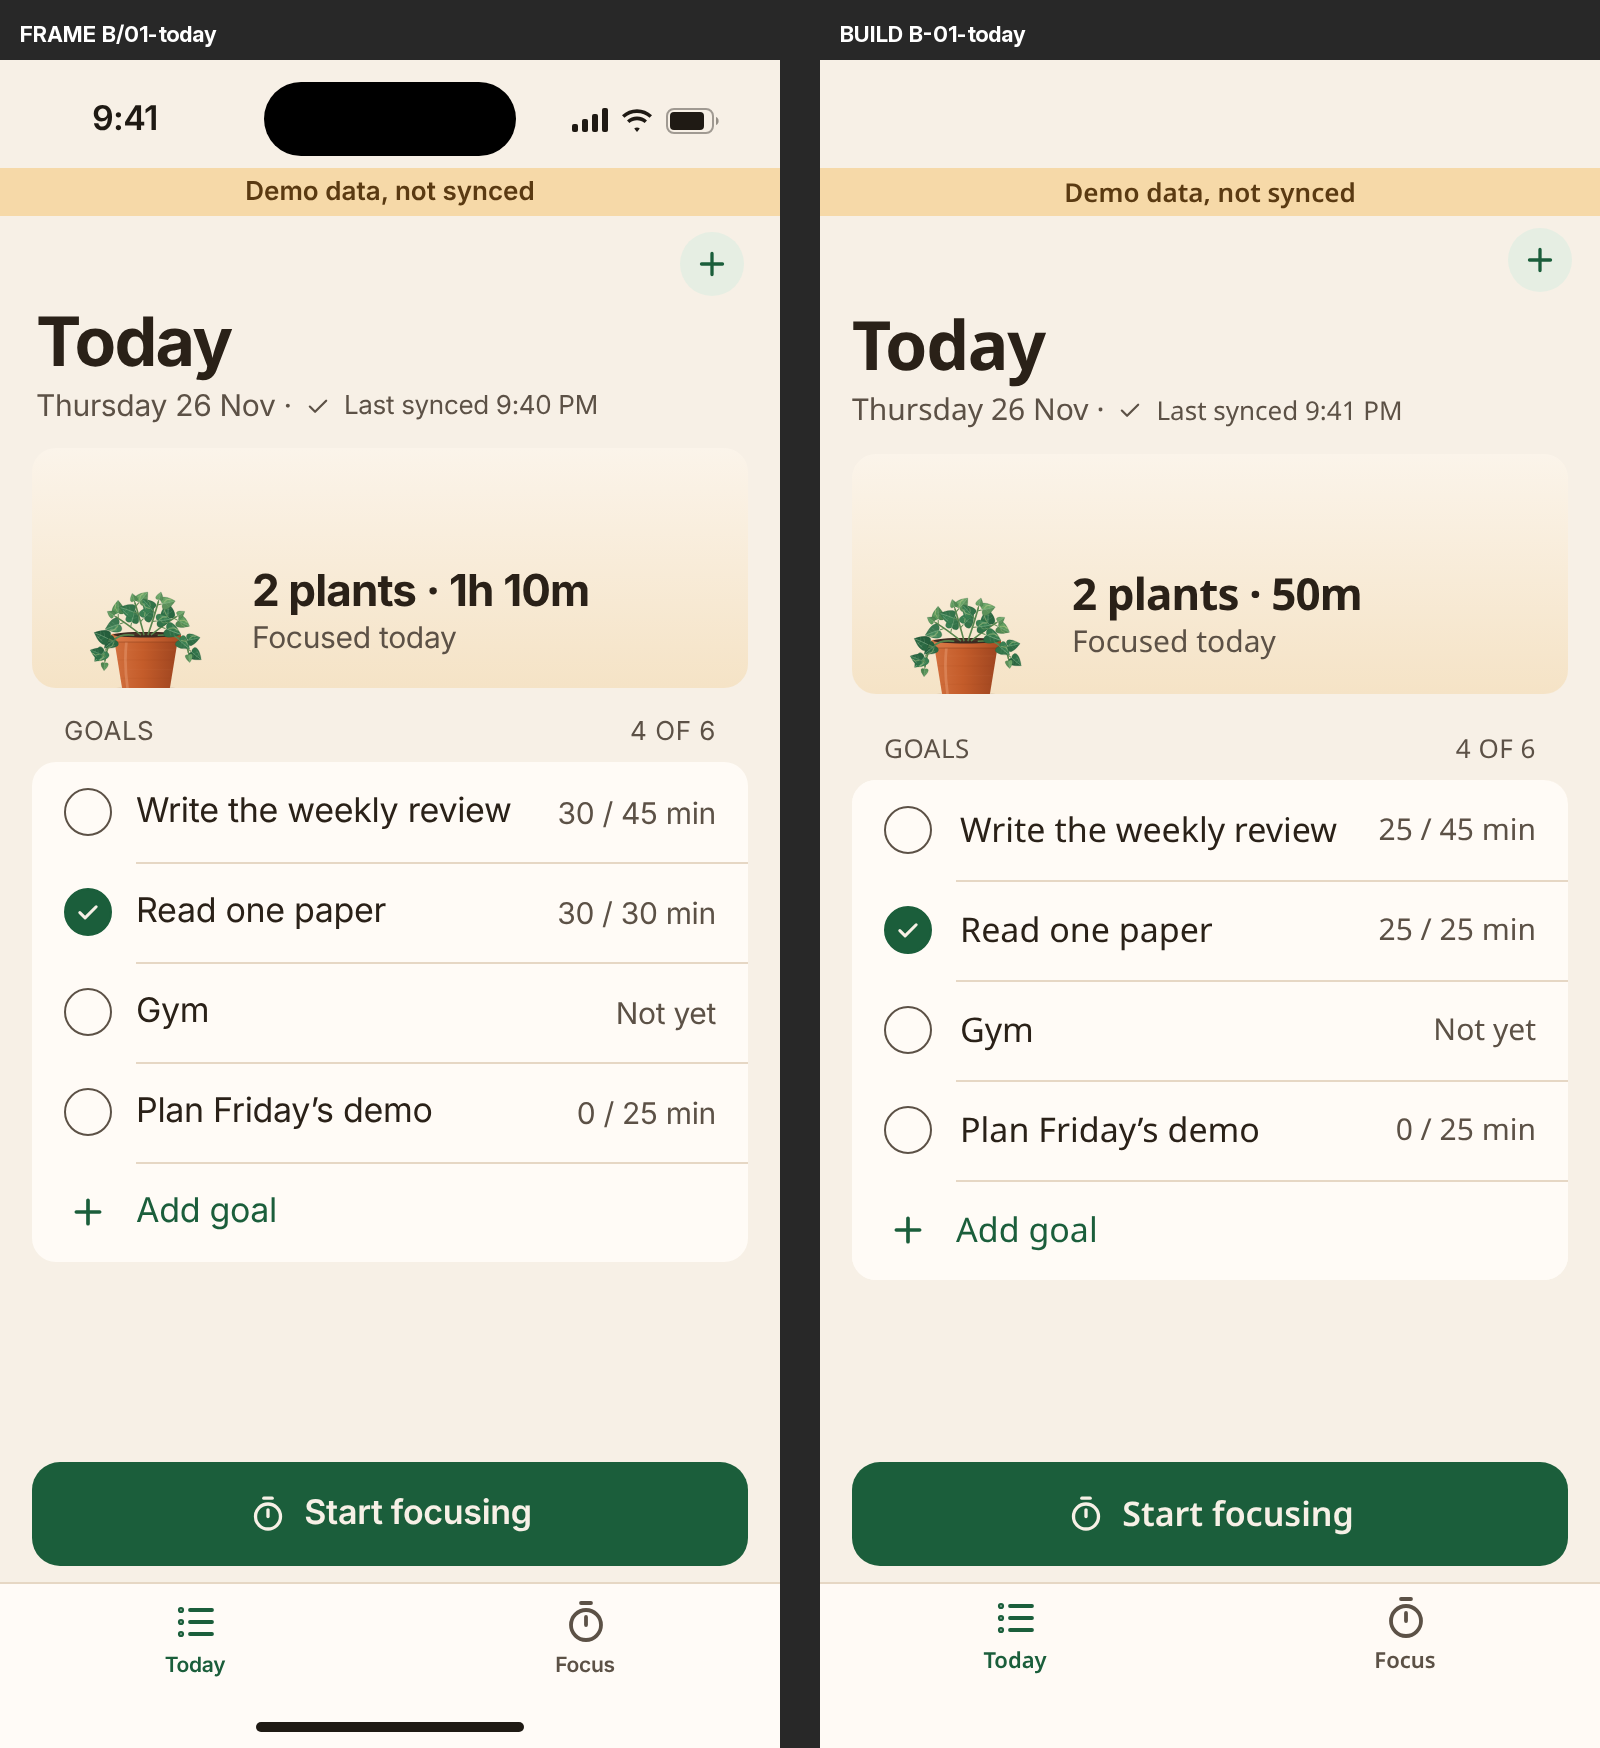 FRAME B/01-today
9:41
Demo data, not synced
Today
Thursday 26 Nov · Last synced 9:40 PM
2 plants · 1h 10m
Focused today
GOALS 4 OF 6
Write the weekly review 30 / 45 min
Read one paper 30 / 30 min
Gym Not yet
Plan Friday’s demo 0 / 25 min
Add goal
Start focusing
Today Focus
BUILD B-01-today
Demo data, not synced
Today
Thursday 26 Nov · Last synced 9:41 PM
2 plants · 50m
Focused today
GOALS 4 OF 6
Write the weekly review 25 / 45 min
Read one paper 25 / 25 min
Gym Not yet
Plan Friday’s demo 0 / 25 min
Add goal
Start focusing
Today Focus